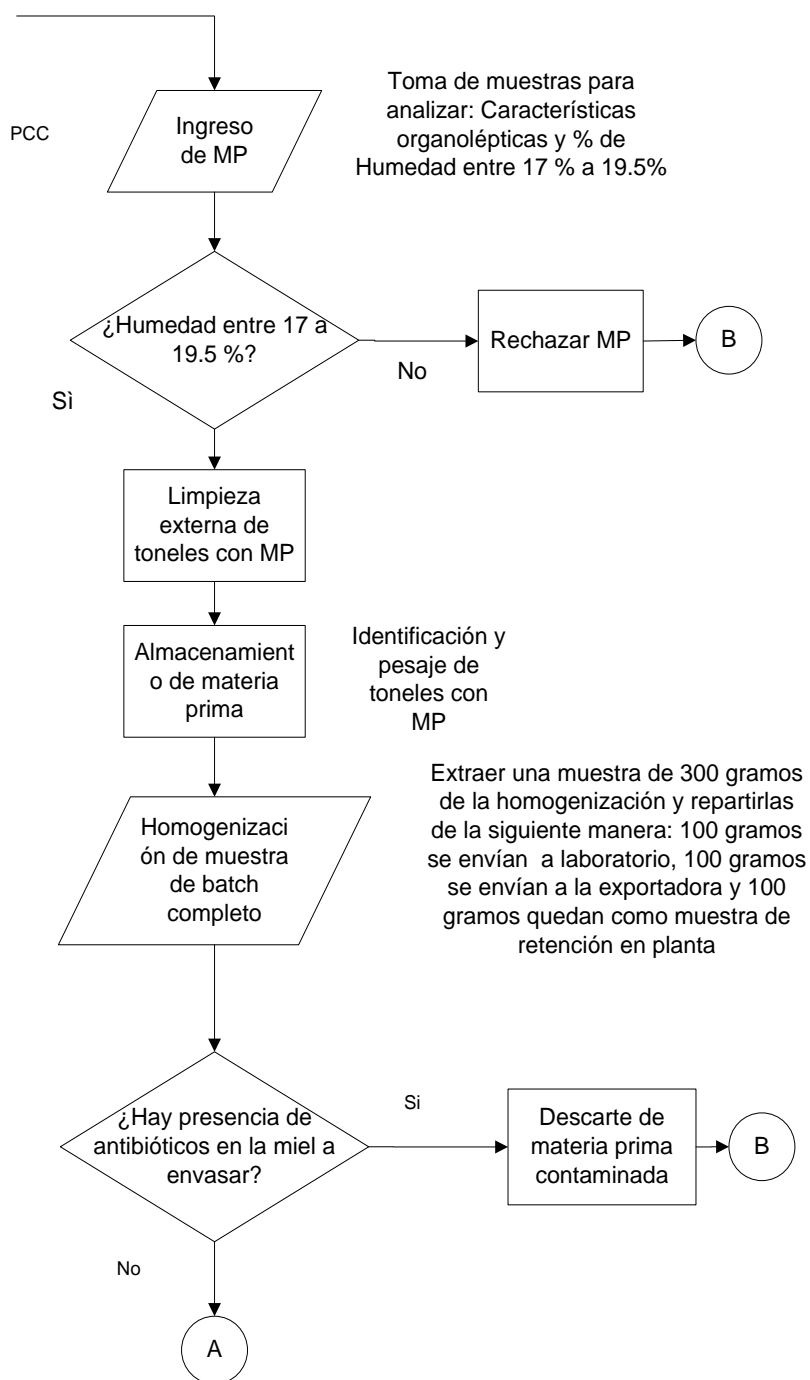 PCC
Ingreso
de MP
Toma de muestras para
analizar: Características
organolépticas y % de
Humedad entre 17 % a 19.5%
¿Humedad entre 17 a
19.5 %?
No
Rechazar MP
B
Sì
Limpieza
externa de
toneles con MP
Almacenamient
o de materia
prima
Identificación y
pesaje de
toneles con
MP
Homogenizaci
ón de muestra
de batch
completo
Extraer una muestra de 300 gramos
de la homogenización y repartirlas
de la siguiente manera: 100 gramos
se envían a laboratorio, 100 gramos
se envían a la exportadora y 100
gramos quedan como muestra de
retención en planta
¿Hay presencia de
antibióticos en la miel a
envasar?
Si
Descarte de
materia prima
contaminada
B
No
A